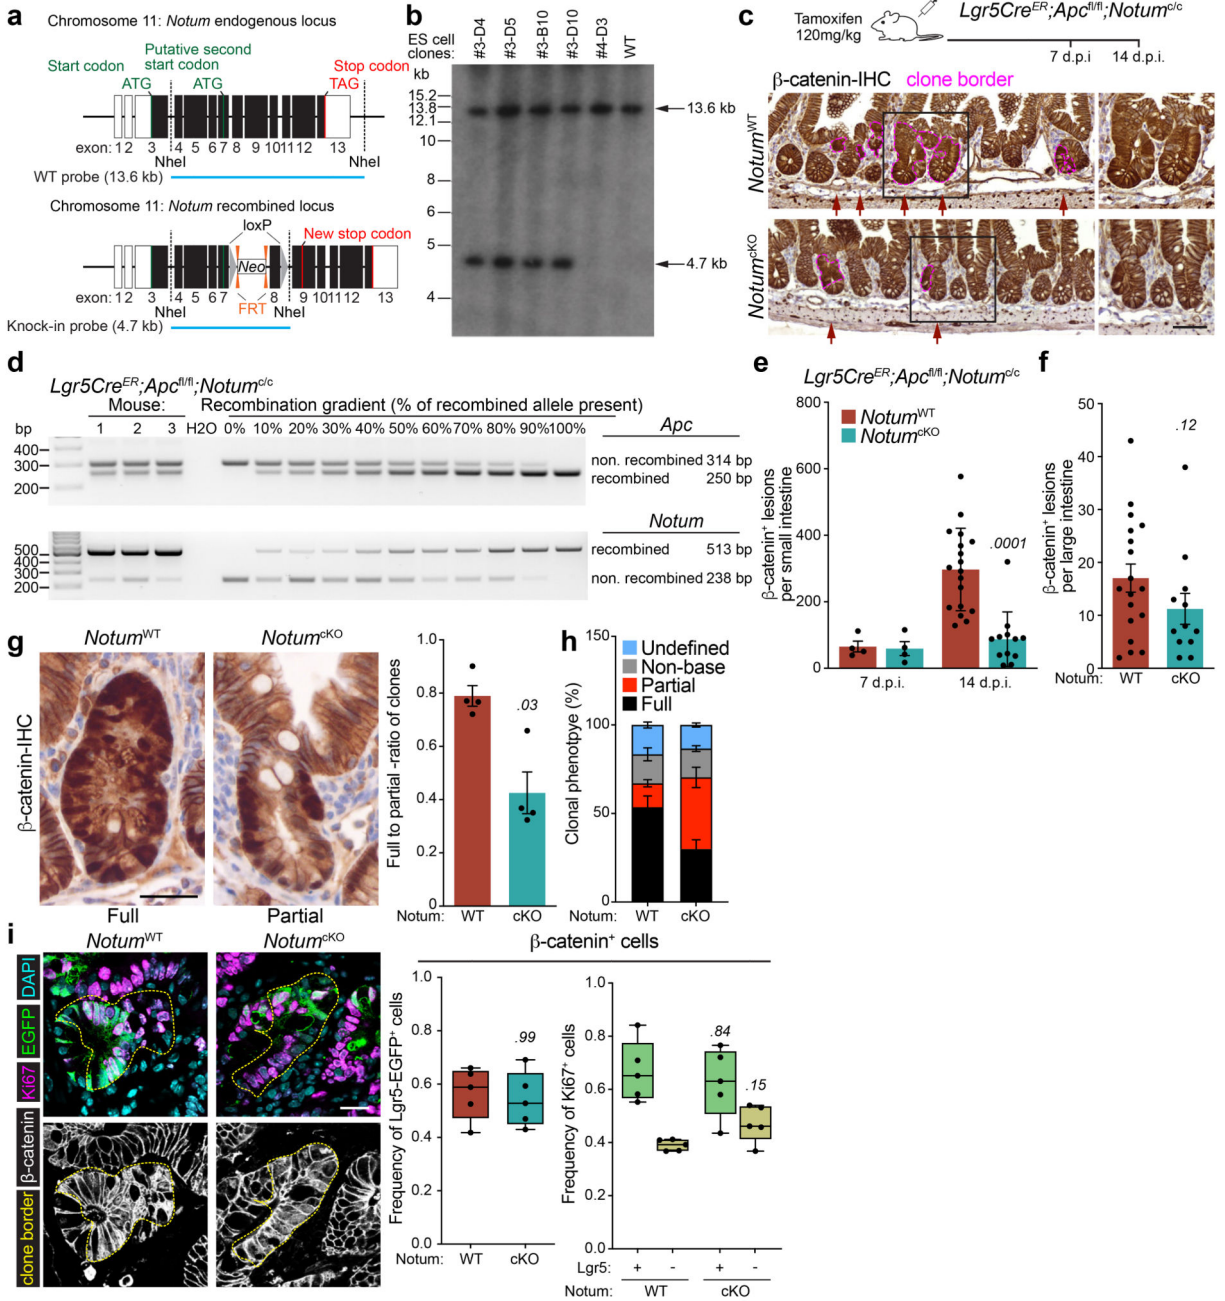 a
Chromosome 11: Notum endogenous locus
Start codon
Putative second
start codon
Stop codon
ATG
ATG
TAG
exon: 1 2 3 4 5 6 7 8 9 10 11 12 13
NheI
NheI
WT probe (13.6 kb)
Chromosome 11: Notum recombined locus
loxP
New stop codon
Neo
exon: 1 2 3 4 5 6 7 8 9 10 11 12 13
NheI
FRT
NheI
Knock-in probe (4.7 kb)
b
ES cell
clones:
#3-D4
#3-D5
#3-B10
#3-D10
#4-D3
WT
kb
15.2
13.8
12.1
10
8
6
5
4
13.6 kb
4.7 kb
c
Tamoxifen
120mg/kg
Lgr5CreER;Apcfl/fl;Notumc/c
7 d.p.i
14 d.p.i.
β-catenin-IHC clone border
NotumWT
NotumcKO
d
Lgr5CreER;Apcfl/fl;Notumc/c
Mouse:
Recombination gradient (% of recombined allele present)
bp
1 2 3 H2O 0% 10% 20% 30% 40% 50% 60% 70% 80% 90% 100%
Apc
400
300
200
non. recombined 314 bp
recombined 250 bp
Notum
500
400
300
200
recombined 513 bp
non. recombined 238 bp
e
Lgr5CreER;Apcfl/fl;Notumc/c
β-catenin+ lesions
per small intestine
800
600
400
200
0
NotumWT
NotumcKO
.0001
7 d.p.i.
14 d.p.i.
f
β-catenin+ lesions
per large intestine
50
40
30
20
10
0
.12
Notum: WT cKO
g
NotumWT
NotumcKO
β-catenin-IHC
Full
Partial
Full to partial -ratio of clones
1.0
0.8
0.6
0.4
0.2
0
.03
Notum: WT cKO
h
Clonal phenotpye (%)
150
100
50
0
Undefined
Non-base
Partial
Full
Notum: WT cKO
i
NotumWT
NotumcKO
DAPI
EGFP
Ki67
β-catenin
clone border
β-catenin+ cells
Frequency of Lgr5-EGFP+ cells
1.0
0.8
0.6
0.4
0.2
0.0
.99
Notum: WT cKO
Frequency of Ki67+ cells
1.0
0.8
0.6
0.4
0.2
0.0
.84
.15
Lgr5: + - + -
Notum: WT cKO